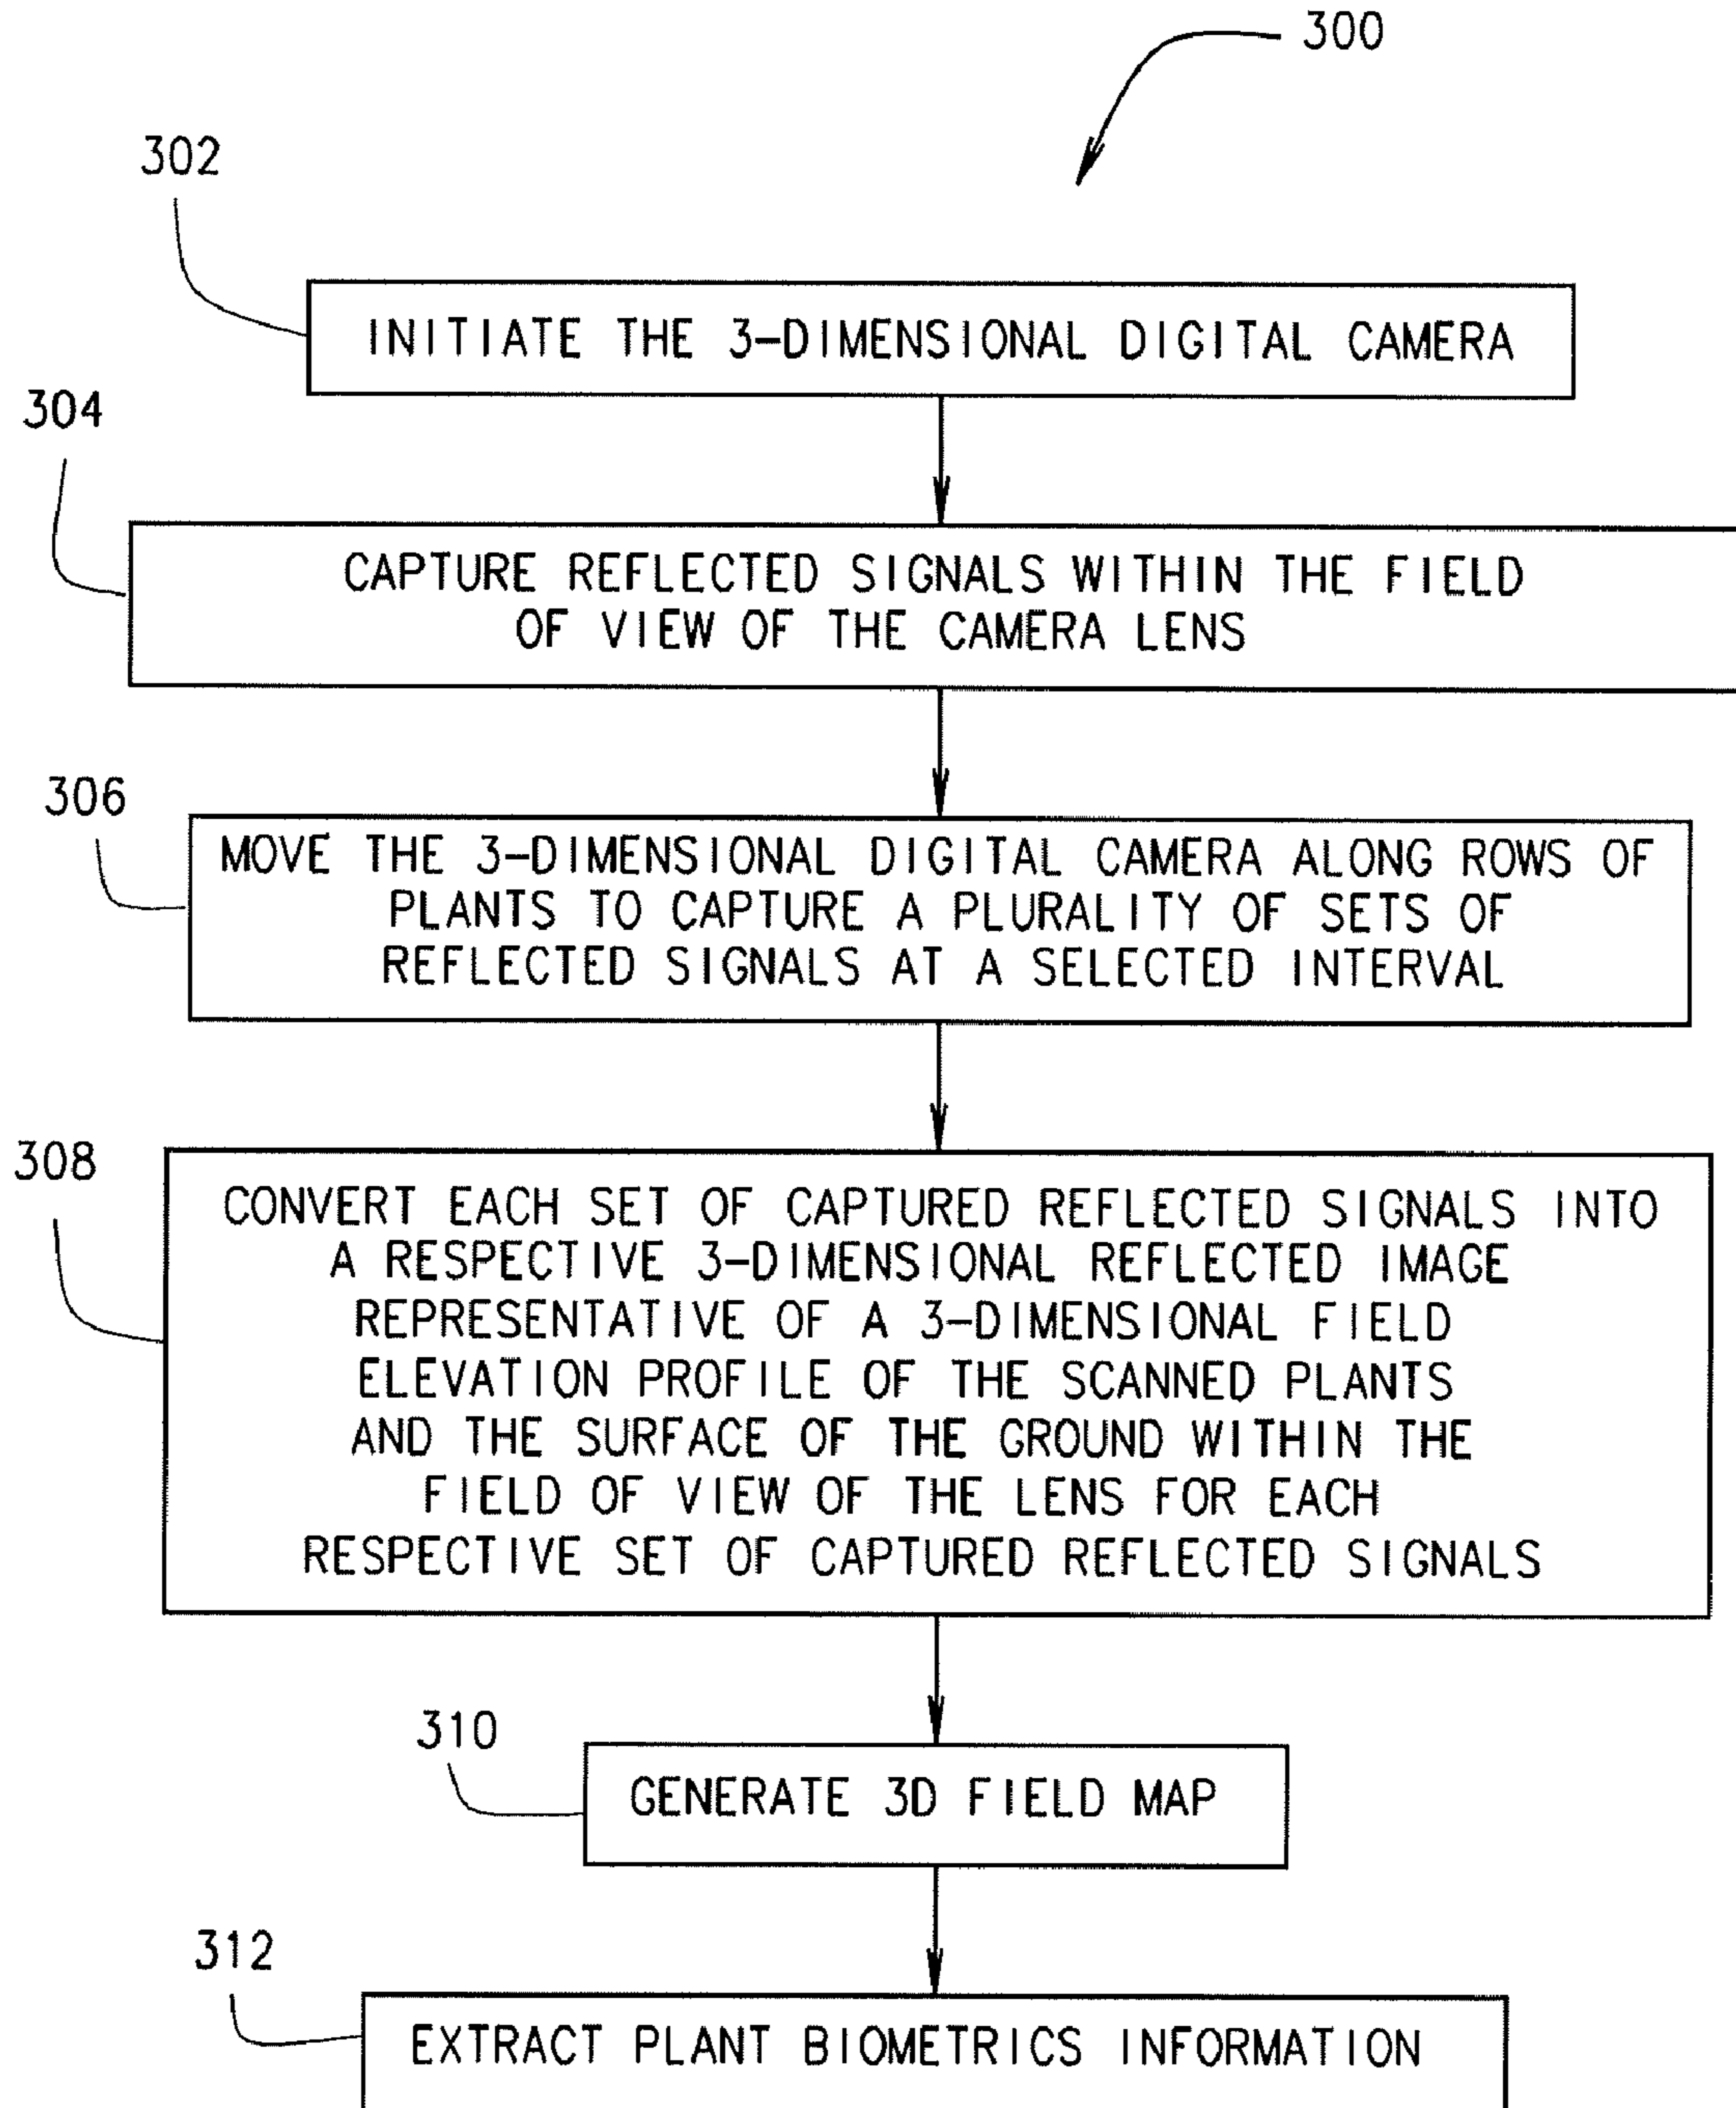 300
302
INITIATE THE 3-DIMENSIONAL DIGITAL CAMERA
304
CAPTURE REFLECTED SIGNALS WITHIN THE FIELD
OF VIEW OF THE CAMERA LENS
306
MOVE THE 3-DIMENSIONAL DIGITAL CAMERA ALONG ROWS OF
PLANTS TO CAPTURE A PLURALITY OF SETS OF
REFLECTED SIGNALS AT A SELECTED INTERVAL
308
CONVERT EACH SET OF CAPTURED REFLECTED SIGNALS INTO
A RESPECTIVE 3-DIMENSIONAL REFLECTED IMAGE
REPRESENTATIVE OF A 3-DIMENSIONAL FIELD
ELEVATION PROFILE OF THE SCANNED PLANTS
AND THE SURFACE OF THE GROUND WITHIN THE
FIELD OF VIEW OF THE LENS FOR EACH
RESPECTIVE SET OF CAPTURED REFLECTED SIGNALS
310
GENERATE 3D FIELD MAP
312
EXTRACT PLANT BIOMETRICS INFORMATION